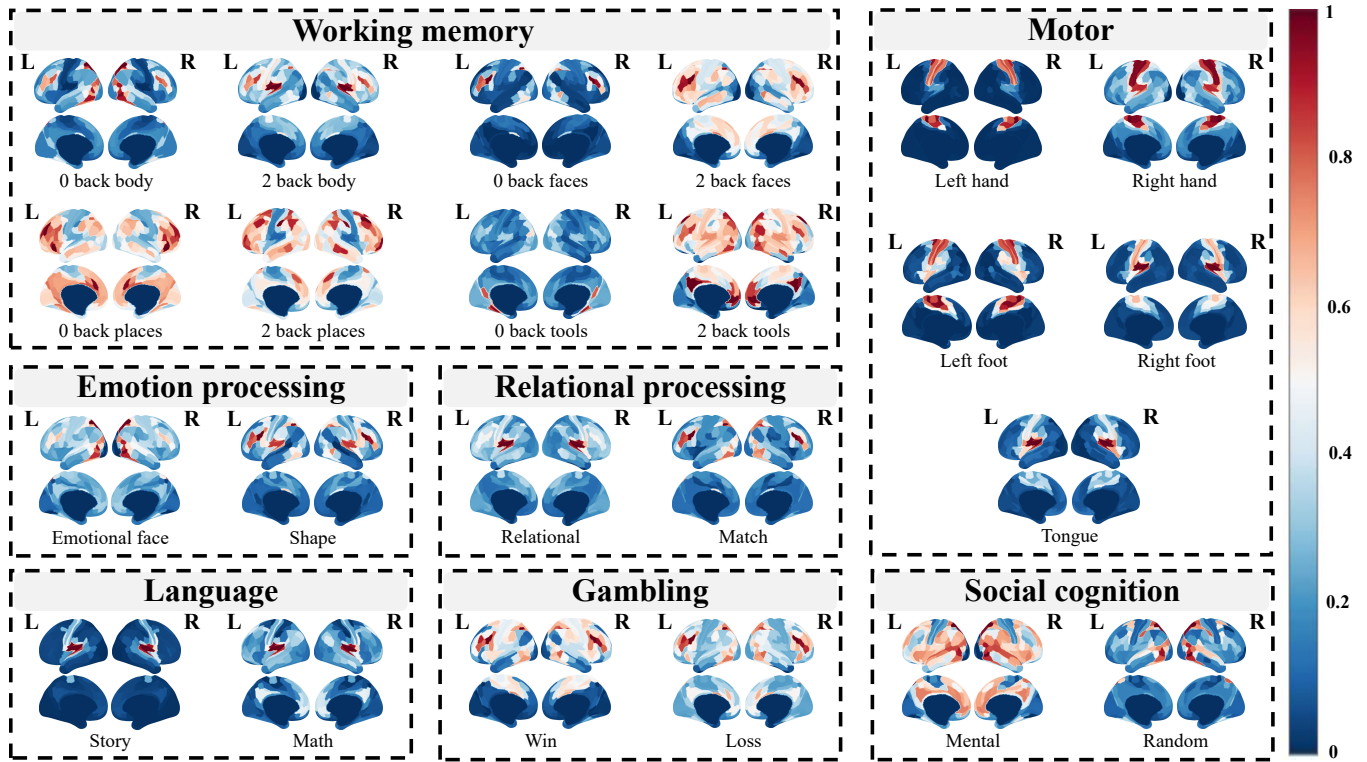 Working memory
L R L R L R L R
0 back body 2 back body 0 back faces 2 back faces
L R L R L R L R
0 back places 2 back places 0 back tools 2 back tools
Motor
L R L R
Left hand Right hand
L R L R
Left foot Right foot
L R
Tongue
Emotion processing
L R L R
Emotional face Shape
Relational processing
L R L R
Relational Match
Language
L R L R
Story Math
Gambling
L R L R
Win Loss
Social cognition
L R L R
Mental Random
1
0.8
0.6
0.4
0.2
0